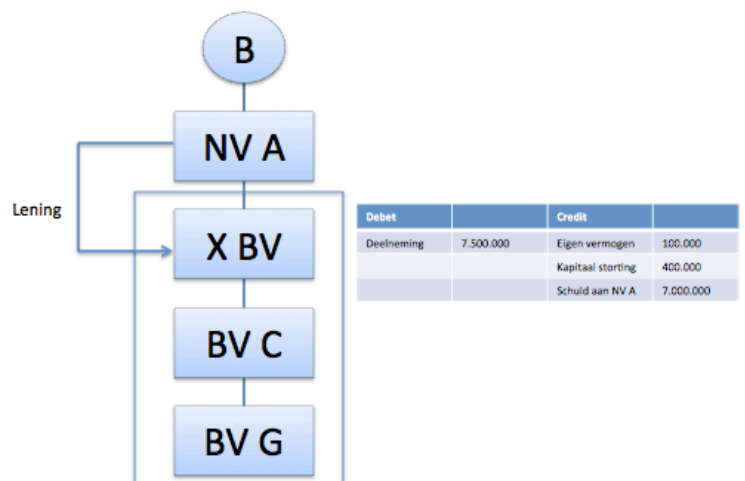 B
NV A
Lening
X BV
BV C
BV G
Debet Credit
Deelneming 7.500.000 Eigen vermogen 100.000
Kapitaal storting 400.000
Schuld aan NV A 7.000.000